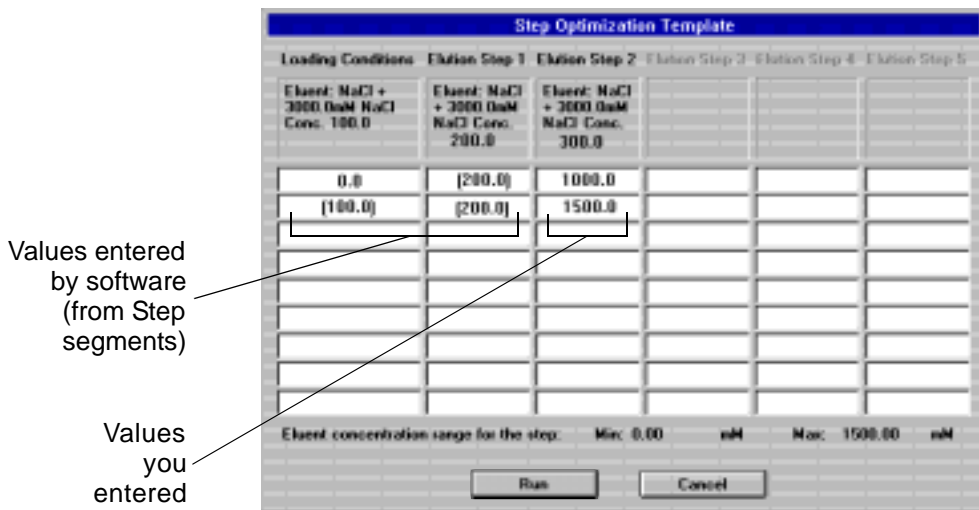 Step Optimization Template
Loading Conditions Elution Step 1 Elution Step 2 Elution Step 3 Elution Step 4 Elution Step 5
Eluent: NaCl +
3000.0mM NaCl
Conc. 100.0
Eluent: NaCl
+ 3000.0mM
NaCl Conc.
200.0
Eluent: NaCl
+ 3000.0mM
NaCl Conc.
300.0
0.0 (200.0) 1000.0
(100.0) (200.0) 1500.0
Values entered
by software
(from Step
segments)
Values
you
entered
Eluent concentration range for the step: Min: 0.00 mM Max: 1500.00 mM
Run Cancel